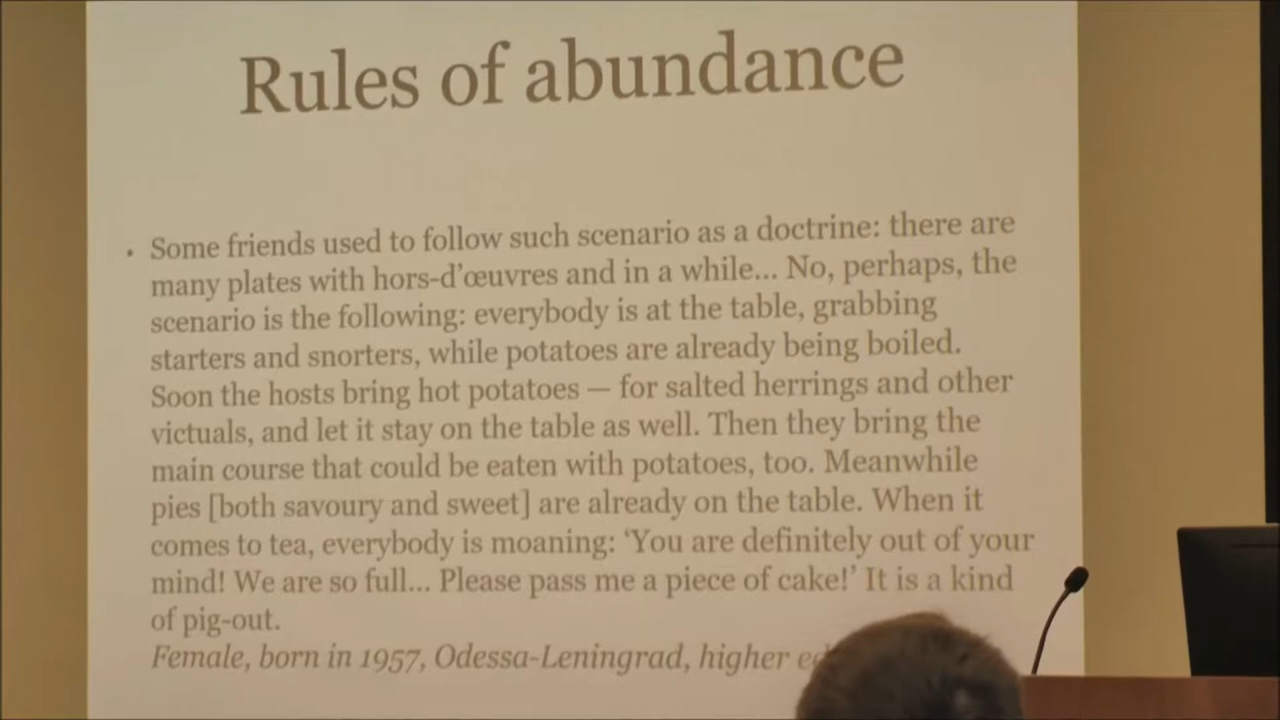 Rules of abundance
• Some friends used to follow such scenario as a doctrine: there are
many plates with hors-d’œuvres and in a while... No, perhaps, the
scenario is the following: everybody is at the table, grabbing
starters and snorters, while potatoes are already being boiled.
Soon the hosts bring hot potatoes — for salted herrings and other
victuals, and let it stay on the table as well. Then they bring the
main course that could be eaten with potatoes, too. Meanwhile
pies [both savoury and sweet] are already on the table. When it
comes to tea, everybody is moaning: ‘You are definitely out of your
mind! We are so full... Please pass me a piece of cake!’ It is a kind
of pig-out.
Female, born in 1957, Odessa-Leningrad, higher